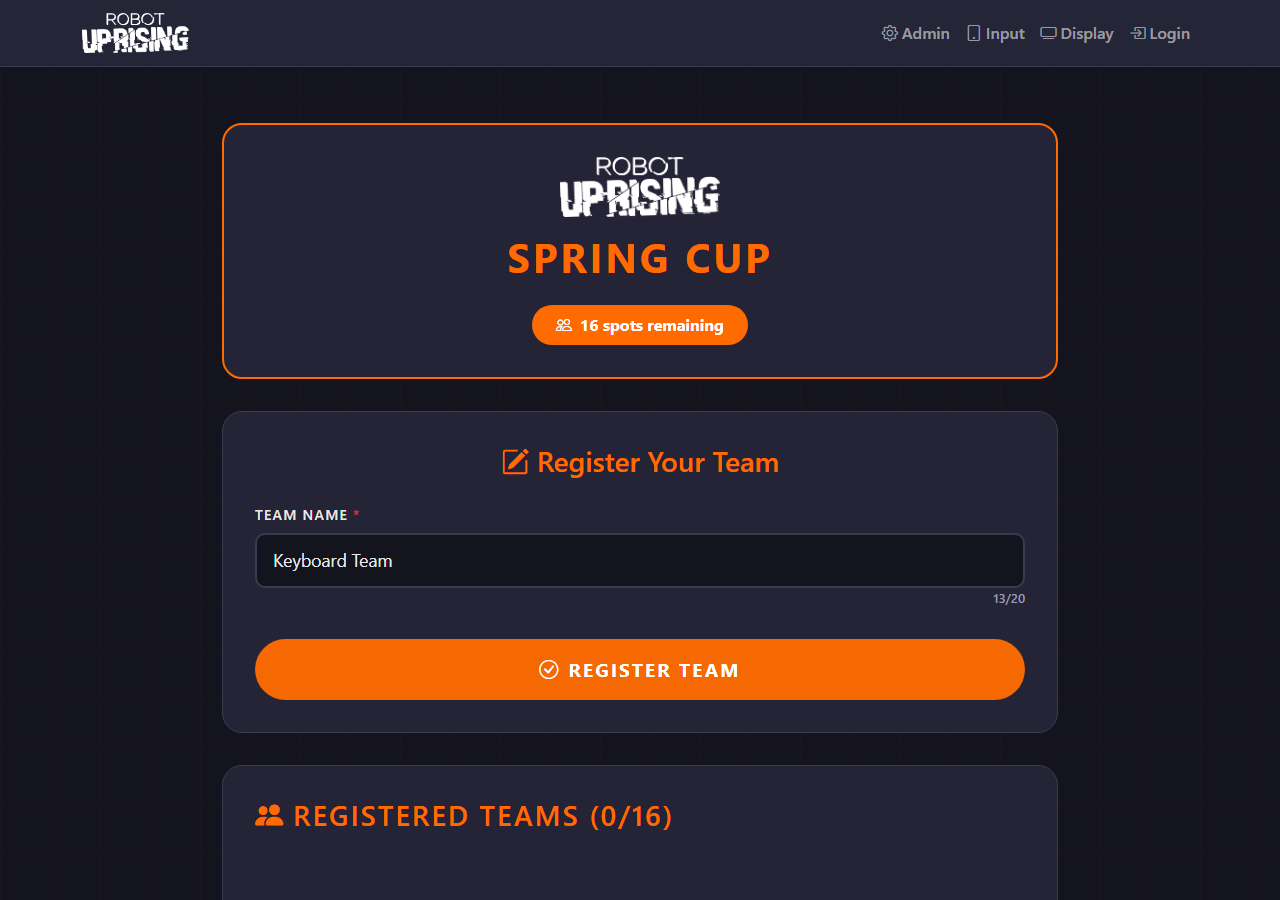 ROBOT
UPRISING
Admin Input Display Login
ROBOT
UPRISING
SPRING CUP
16 spots remaining
Register Your Team
TEAM NAME *
Keyboard Team
13/20
REGISTER TEAM
REGISTERED TEAMS (0/16)